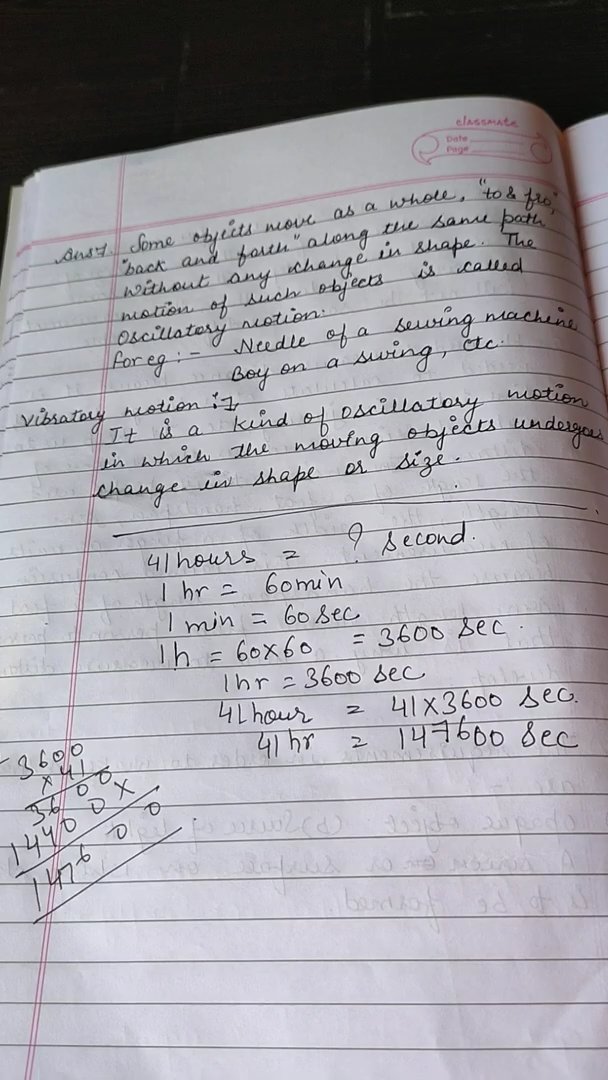 classmate
Date
Page
Ans7. Some objects move as a whole, "to & fro,
"back and forth" along the same path
without any change in shape. The
motion of such objects is called
Oscillatory motion.
for eg :- Needle of a sewing machine
Boy on a swing, etc.
Vibratory motion :-
It is a kind of oscillatory motion
in which the moving objects undergoes
change in shape or size.
41 hours = ? second.
1 hr = 60 min
1 min = 60 sec
1h = 60×60 = 3600 sec.
1hr = 3600 sec
41 hour = 41×3600 sec.
41 hr = 147600 sec
3600
×41
3600
14400×
147600